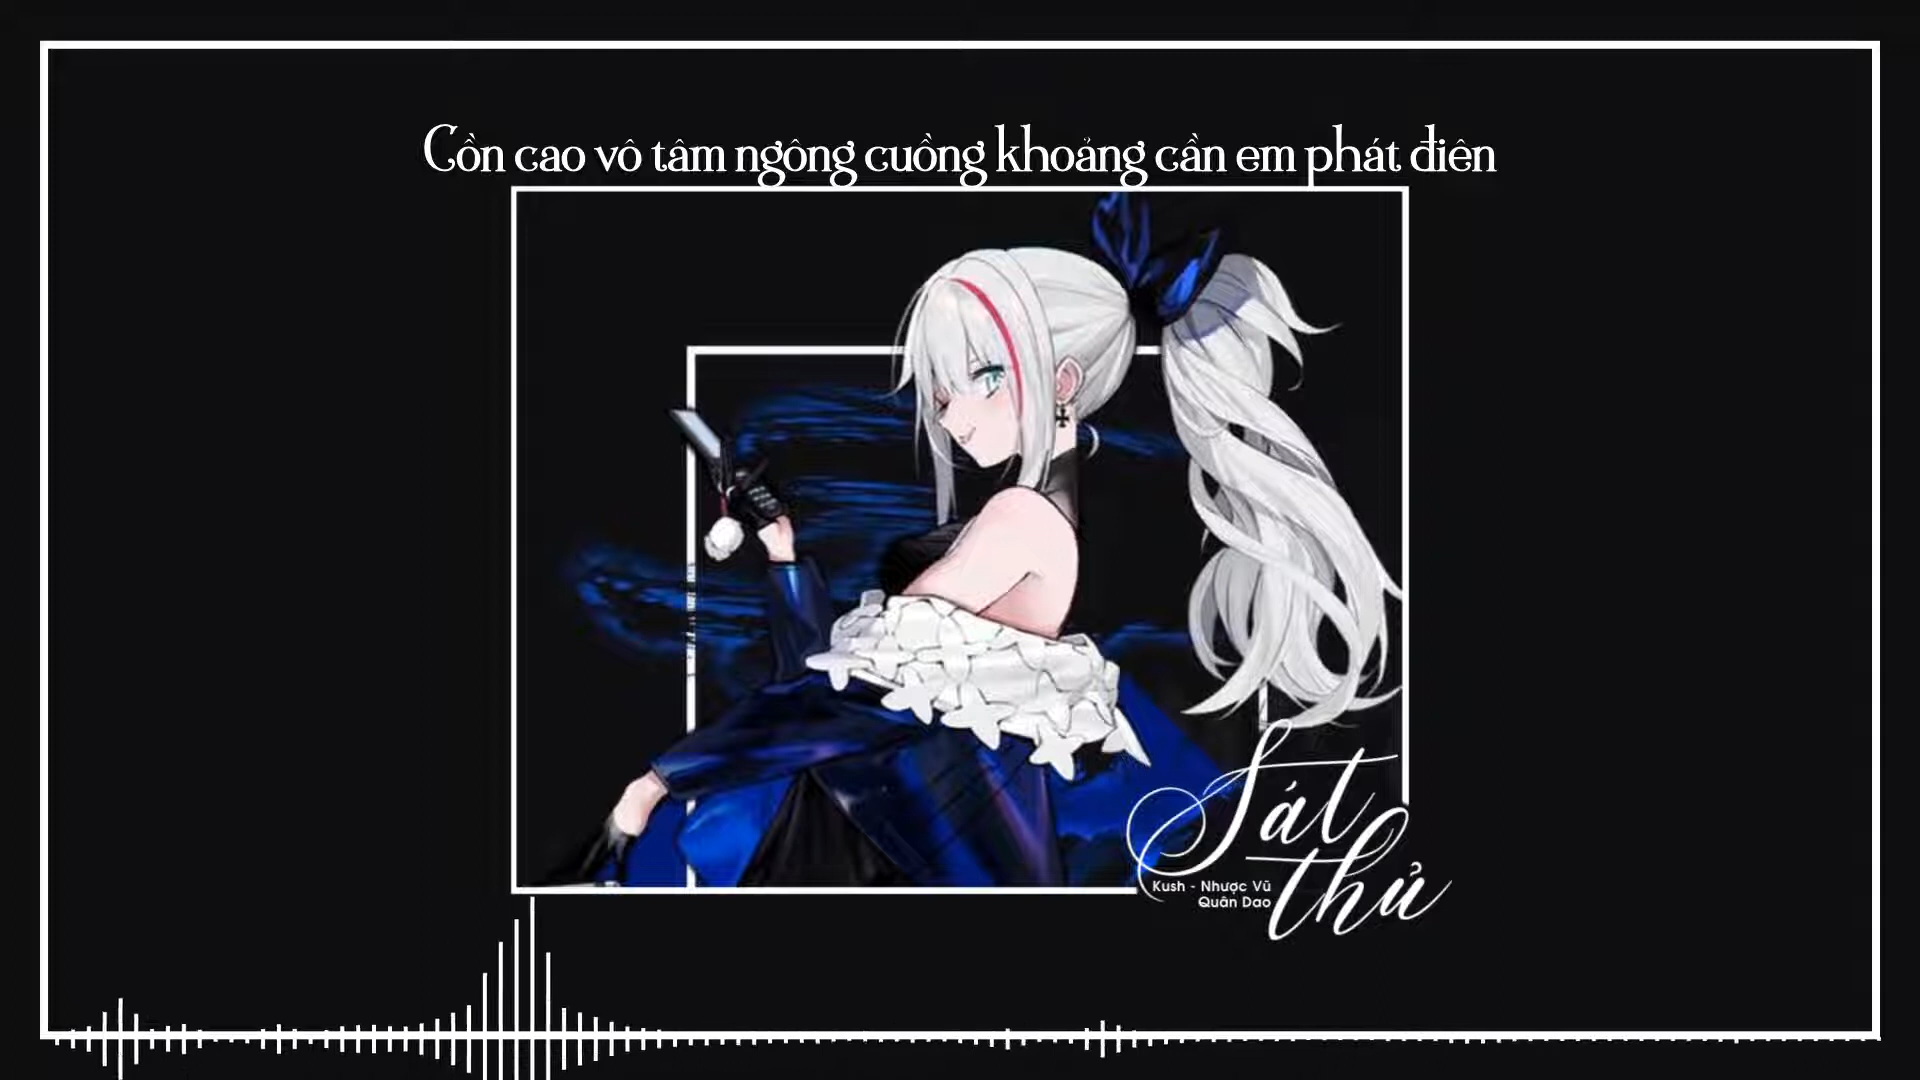 Cồn cao vô tâm ngông cuồng khoảng cần em phát điên
Sát
thủ
Kush - Nhược Vũ
Quân Dao